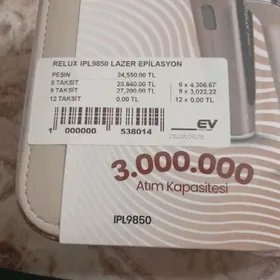 RELUX IPL9850 LAZER EPİLASYON
PEŞİN 24,550.00 TL
6 TAKSİT 25,840.00 TL 6 x 4.306.67
9 TAKSİT 27,200.00 TL 9 x 3,022,22
12 TAKSİT 0.00 TL 12 x 0.00 TL
1 000000 538014
EV
3.000.000
Atım Kapasitesi
IPL9850